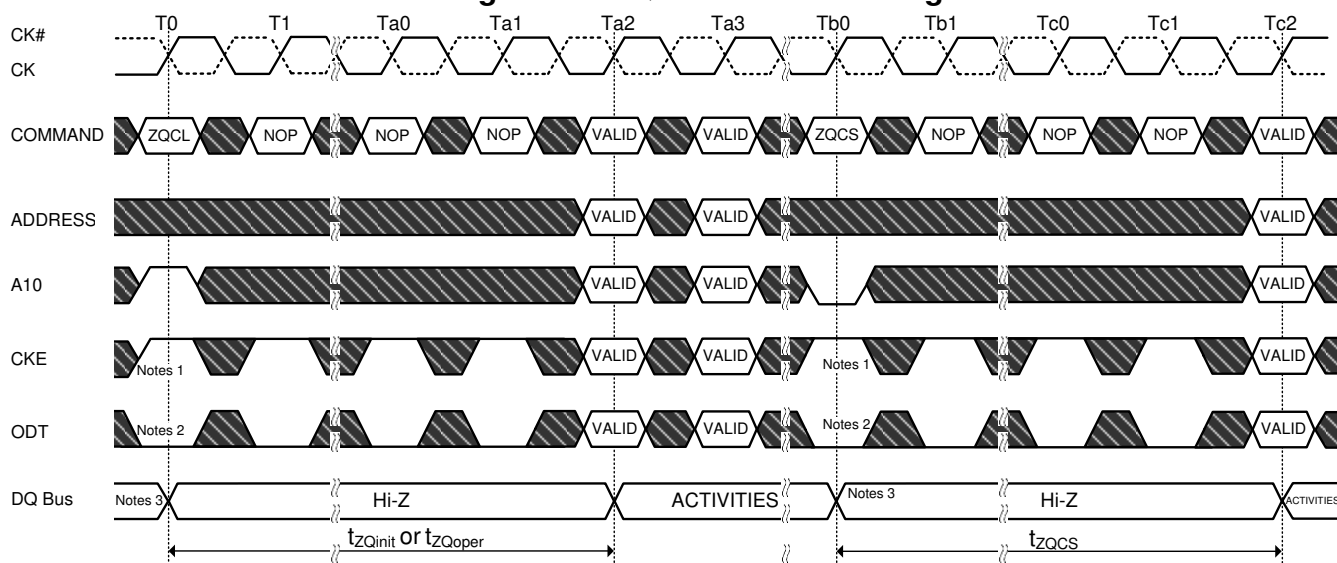 T0 T1 Ta0 Ta1 Ta2 Ta3 Tb0 Tb1 Tc0 Tc1 Tc2
CK#
CK
COMMAND ZQCL NOP NOP NOP VALID VALID ZQCS NOP NOP NOP VALID
ADDRESS VALID VALID VALID
A10 VALID VALID VALID
CKE Notes 1 VALID VALID Notes 1 VALID
ODT Notes 2 VALID VALID Notes 2 VALID
DQ Bus Notes 3 Hi-Z ACTIVITIES Notes 3 Hi-Z ACTIVITIES
tZQinit or tZQoper tZQCS